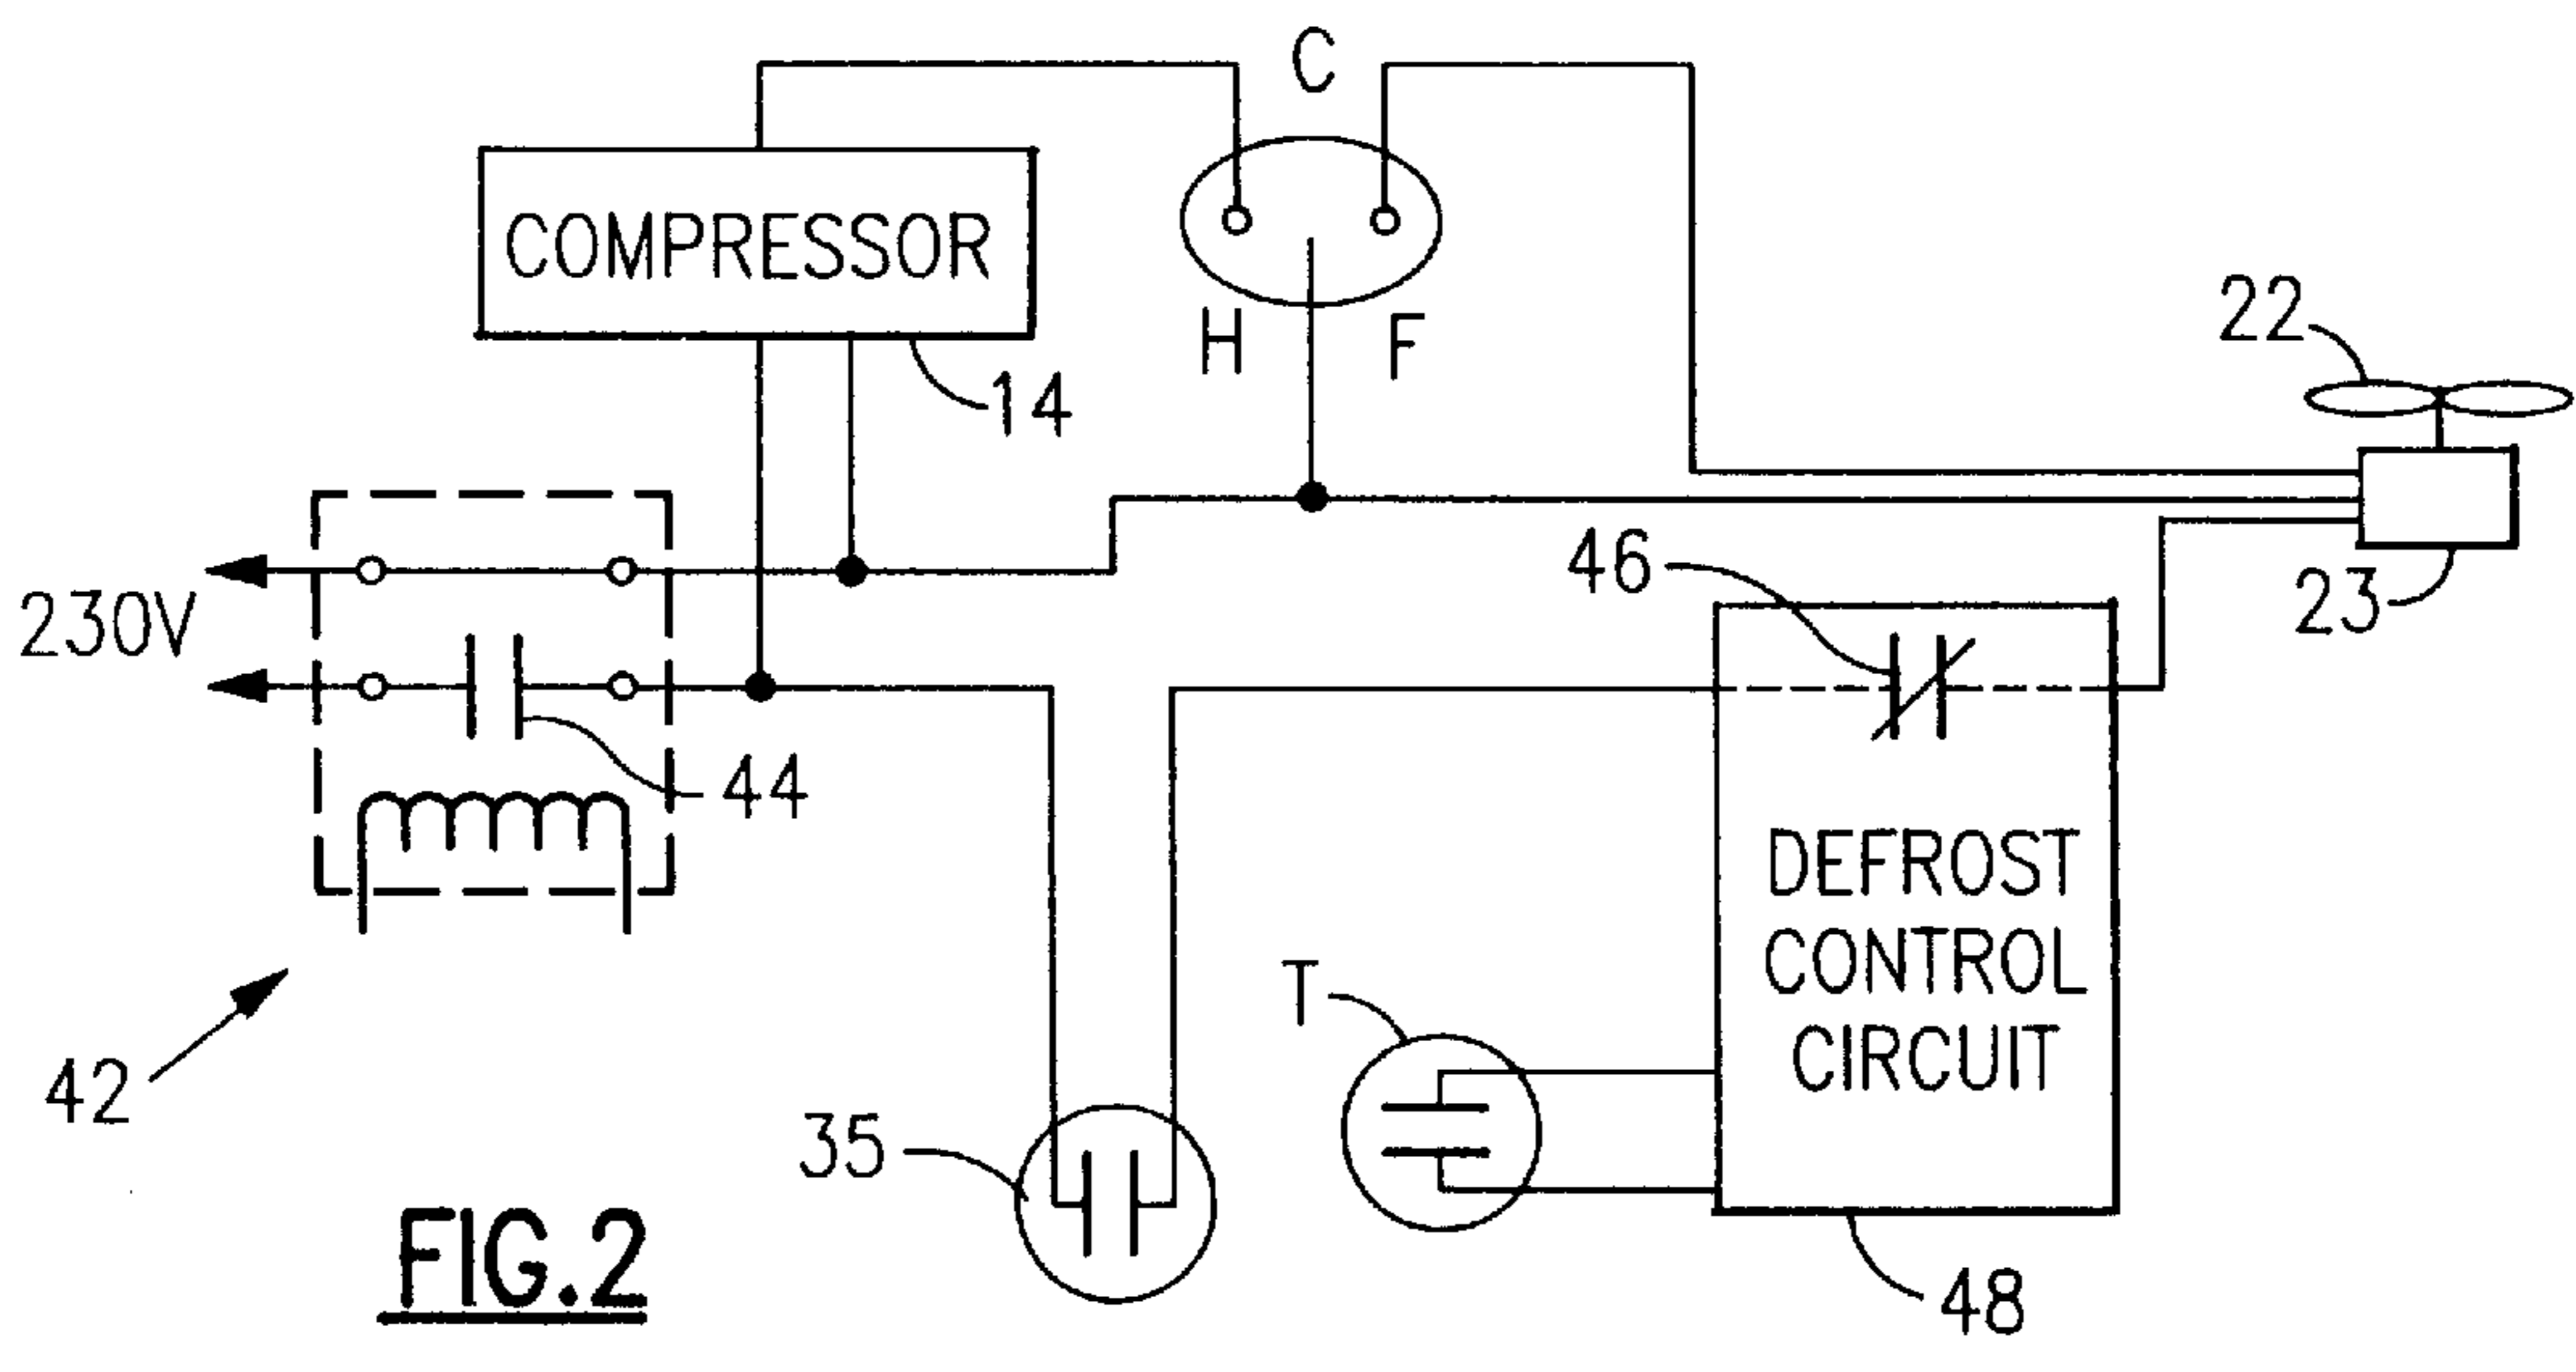 C
COMPRESSOR
H
F
22
14
46
23
230V
44
DEFROST
CONTROL
CIRCUIT
T
42
35
48
FIG.2